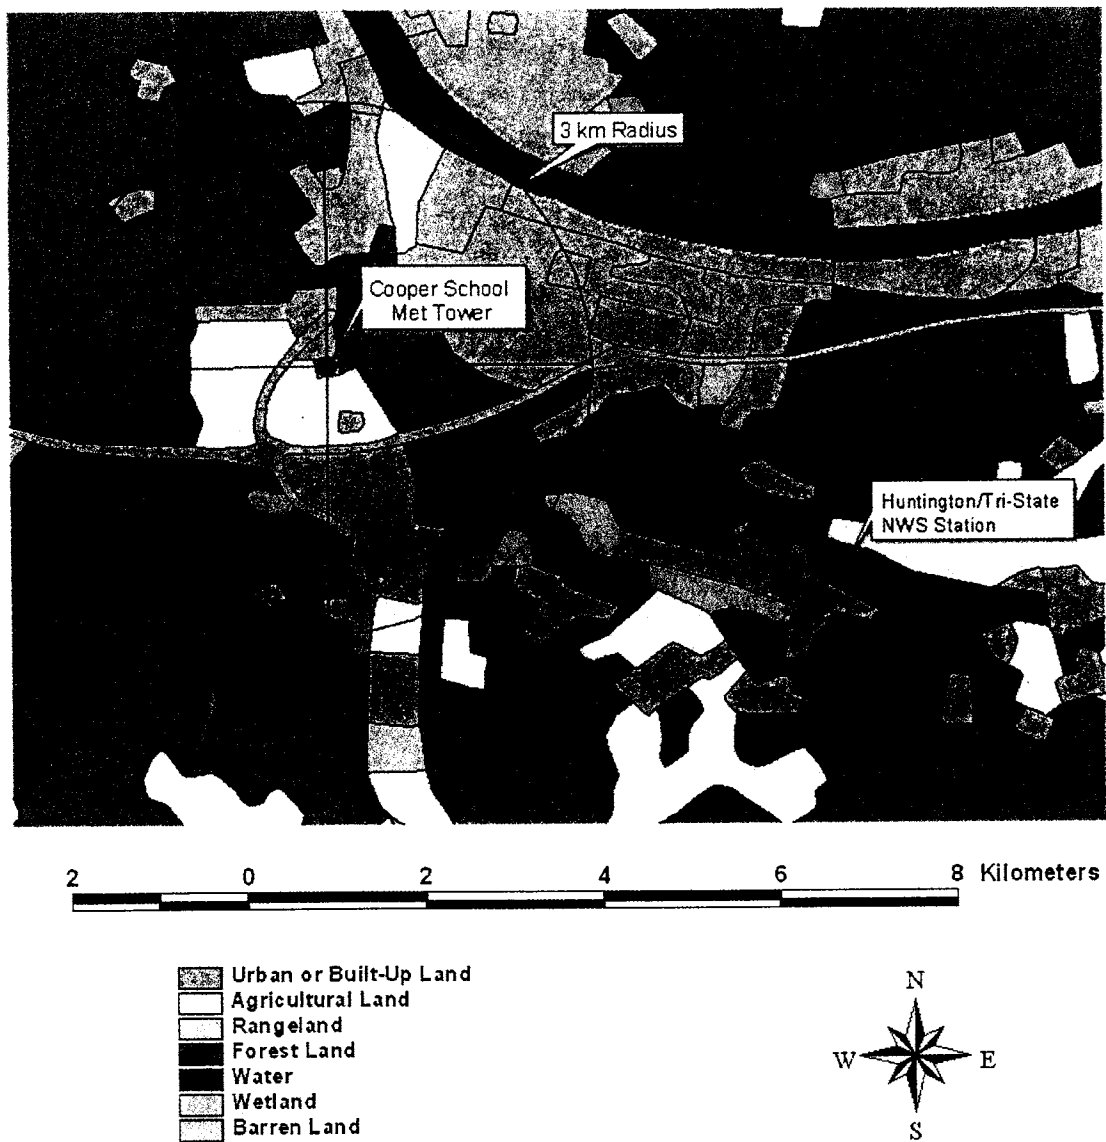 3 km Radius
Cooper School
Met Tower
Huntington/Tri-State
NWS Station
2 0 2 4 6 8 Kilometers
Urban or Built-Up Land
Agricultural Land
Rangeland
Forest Land
Water
Wetland
Barren Land
N
W E
S